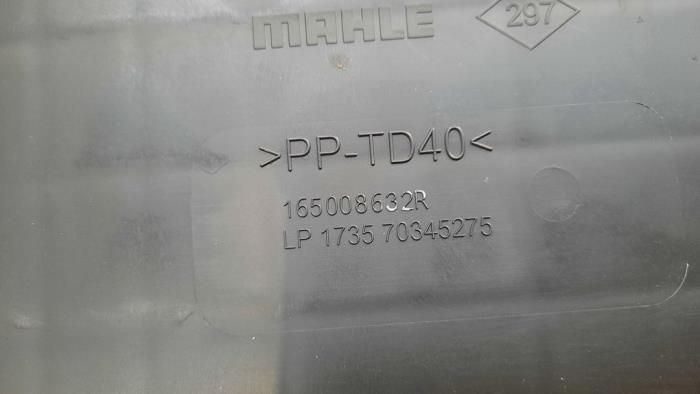 MAHLE 297
>PP-TD40<
165008632R
LP 1735 70345275